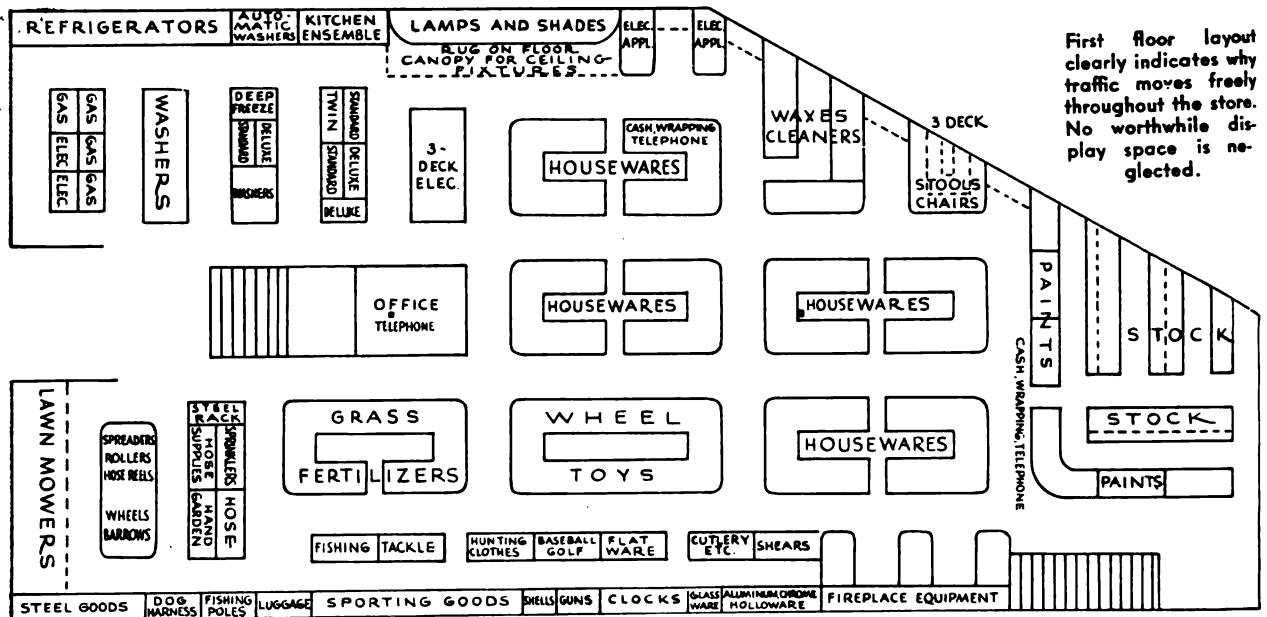 REFRIGERATORS
AUTO-
MATIC
WASHERS
KITCHEN
ENSEMBLE
LAMPS AND SHADES
RUG ON FLOOR
CANOPY FOR CEILING
FIXTURES
ELEC.
APPL.
ELEC.
APPL.
First floor layout
clearly indicates why
traffic moves freely
throughout the store.
No worthwhile dis-
play space is ne-
glected.
GAS
GAS
ELEC
GAS
ELEC
GAS
WASHERS
DEEP
FREEZE
STANDARD
DELUXE
WASHERS
TWIN
STANDARD
STANDARD
DELUXE
DELUXE
3-
DECK
ELEC.
CASH, WRAPPING
TELEPHONE
HOUSEWARES
WAXES
CLEANERS
3 DECK
STOOLS
CHAIRS
OFFICE
TELEPHONE
HOUSEWARES
HOUSEWARES
PAINTS
STOCK
LAWN MOWERS
SPREADERS
ROLLERS
HOSE REELS
WHEELS
BARROWS
STEEL
RACK
HOSE
SUPPLIES
SPRINKLERS
HAND
GARDEN
HOSE-
GRASS
FERTILIZERS
WHEEL
TOYS
HOUSEWARES
CASH, WRAPPING, TELEPHONE
STOCK
PAINTS
FISHING
TACKLE
HUNTING
CLOTHES
BASEBALL
GOLF
FLAT
WARE
CUTLERY
ETC.
SHEARS
STEEL GOODS
DOG
HARNESS
FISHING
POLES
LUGGAGE
SPORTING GOODS
SHELLS
GUNS
CLOCKS
GLASS
WARE
ALUMINUM, CHROME
HOLLOWARE
FIREPLACE EQUIPMENT